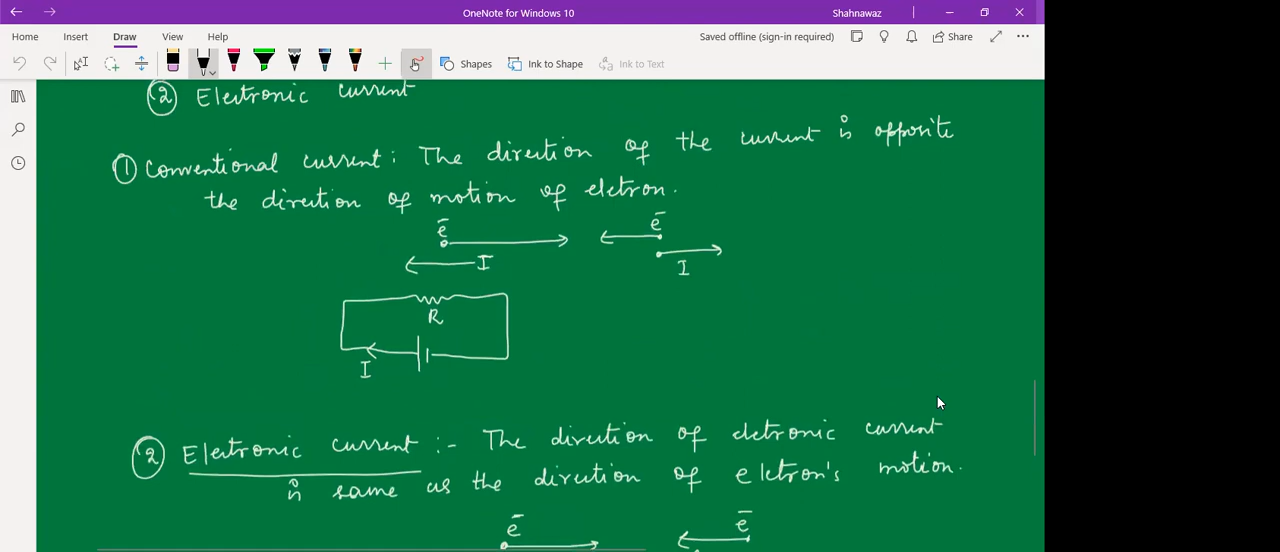 OneNote for Windows 10
Shahnawaz
Home Insert Draw View Help
Saved offline (sign-in required)
Share
Shapes
Ink to Shape
Ink to Text
② Electronic current
① Conventional current : The direction of the current is opposite
the direction of motion of eletron.
e⁻ e⁻
I I
R
I
② Eletronic current :- The direction of eletronic current
is same as the direction of eletron's motion.
e⁻ e⁻